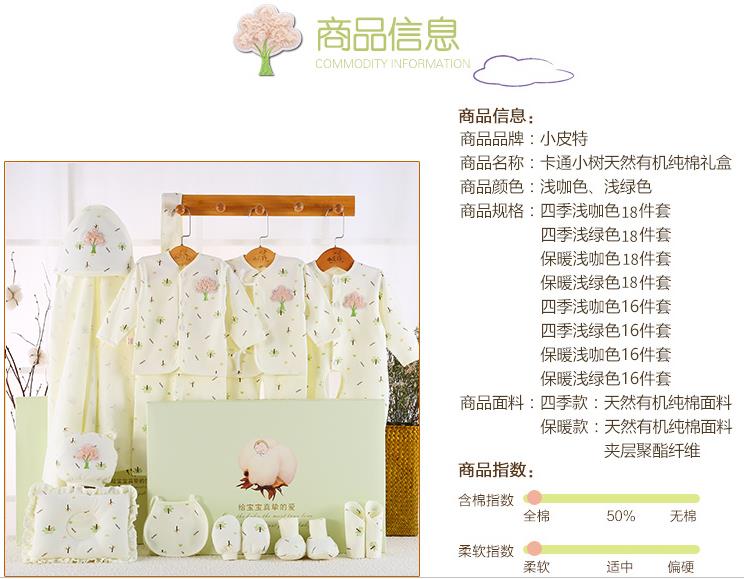 商品信息
COMMODITY INFORMATION
商品信息：
商品品牌：小皮特
商品名称：卡通小树天然有机纯棉礼盒
商品颜色：浅咖色、浅绿色
商品规格：四季浅咖色18件套
四季浅绿色18件套
保暖浅咖色18件套
保暖浅绿色18件套
四季浅咖色16件套
四季浅绿色16件套
保暖浅咖色16件套
保暖浅绿色16件套
商品面料：四季款：天然有机纯棉面料
保暖款：天然有机纯棉面料
夹层聚酯纤维
商品指数：
含棉指数
全棉 50% 无棉
柔软指数
柔软 适中 偏硬
给宝宝真挚的爱